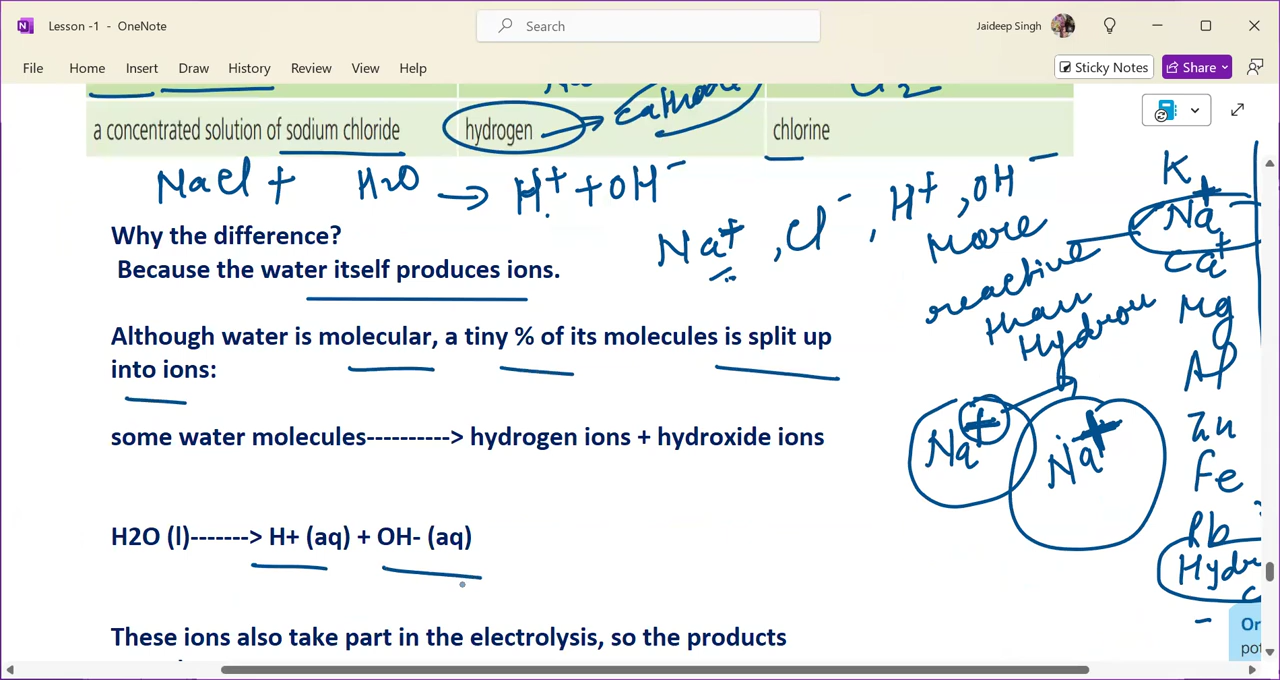 Lesson -1 - OneNote
Search
Jaideep Singh
File Home Insert Draw History Review View Help
Sticky Notes Share
cathode
a concentrated solution of sodium chloride hydrogen chlorine
NaCl + H2O → H+ + OH-
Na+, Cl-, H+, OH-
K
Na+
Ca+
Mg
Al
Zn
Fe
Pb
More
reactive
than
Why the difference?
Because the water itself produces ions.
Although water is molecular, a tiny % of its molecules is split up
into ions:
some water molecules----------> hydrogen ions + hydroxide ions
Na+ Na+
H2O (l)-------> H+ (aq) + OH- (aq)
These ions also take part in the electrolysis, so the products
Or
pot